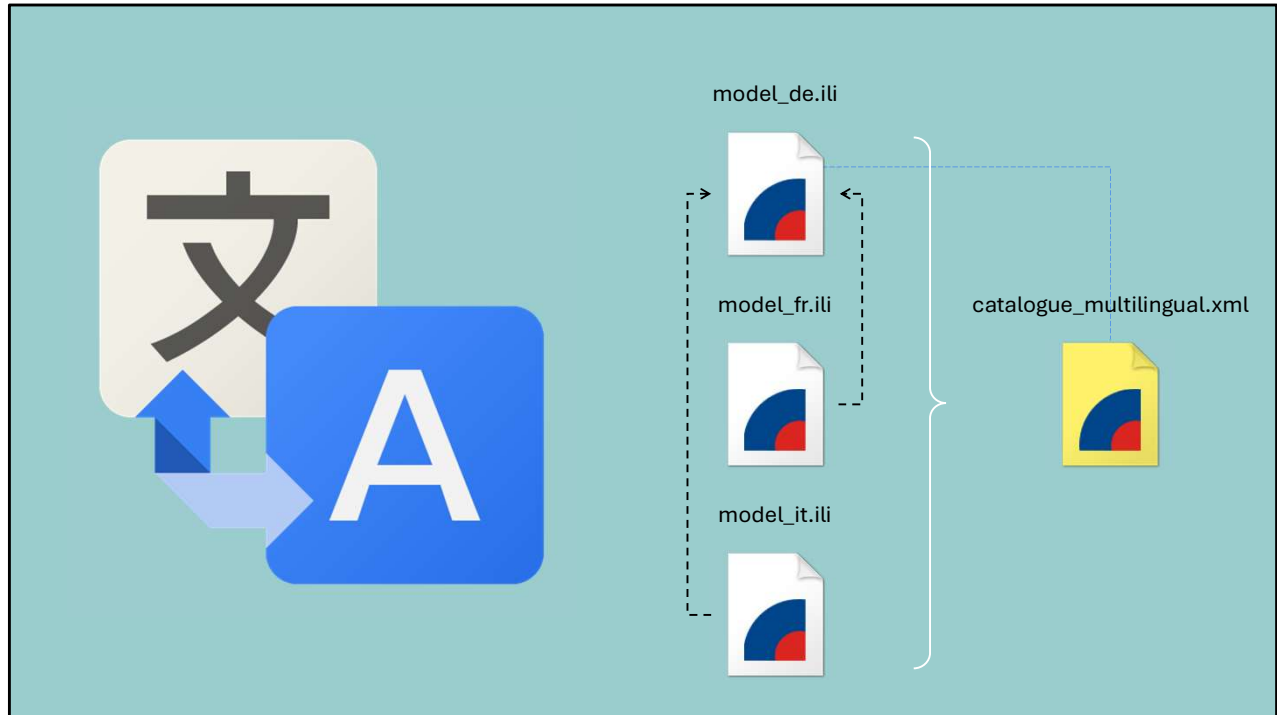 文
A
model_de.ili
model_fr.ili
catalogue_multilingual.xml
model_it.ili